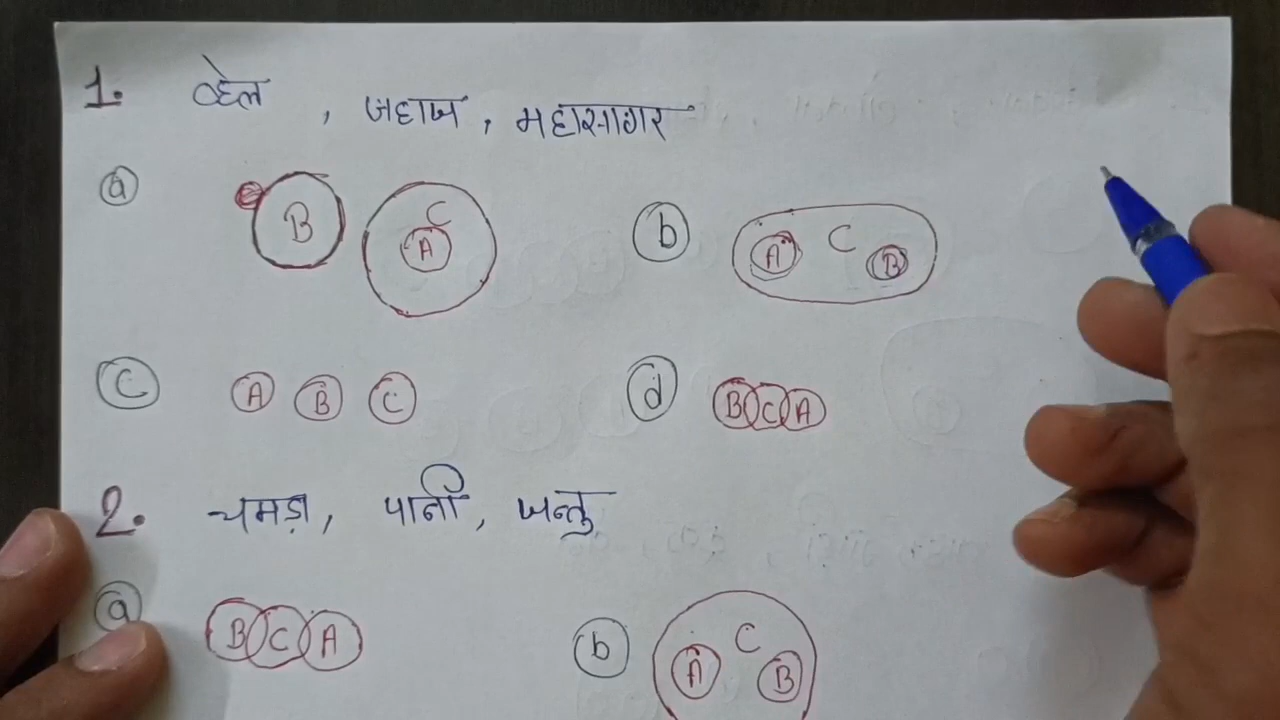 1. व्हेल , जहाज , महासागर
a B C A b A C B
c A B C d B C A
2. चमड़ा, पानी, जन्तु
a B C A b A C B